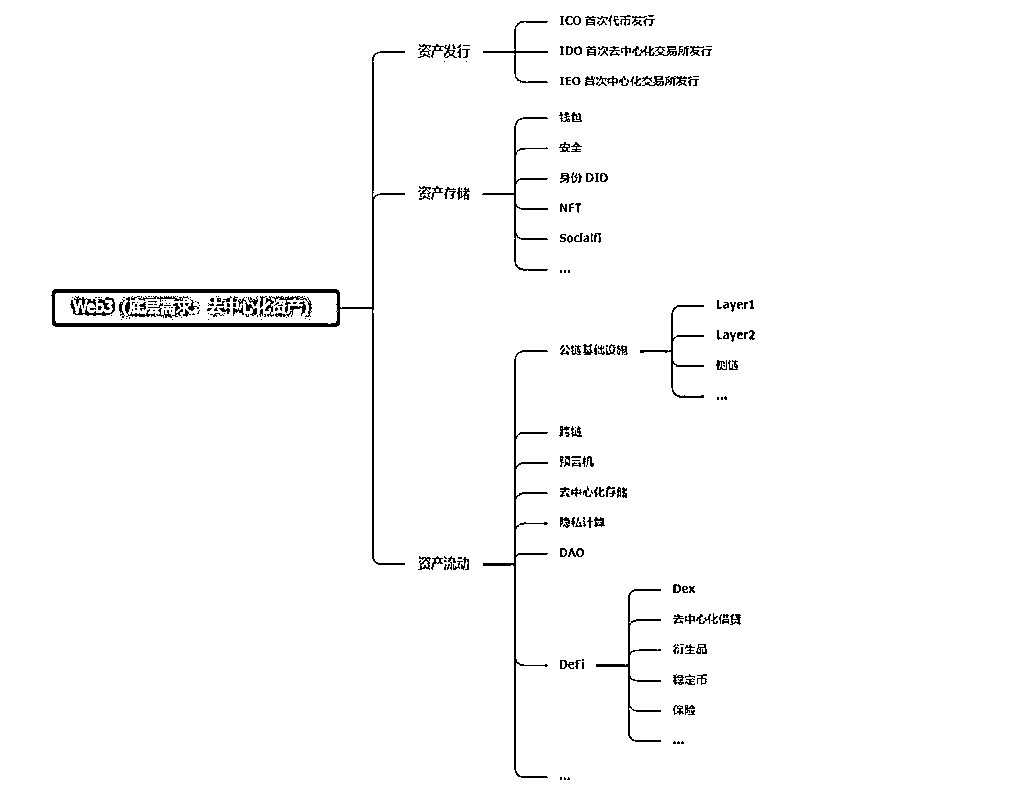 资产发行
ICO 首次代币发行
IDO 首次去中心化交易所发行
IEO 首次中心化交易所发行
资产存储
钱包
安全
身份 DID
NFT
Socialfi
...
Web3（底层需求：去中心化资产）
资产流动
公链基础设施
Layer1
Layer2
侧链
...
跨链
预言机
去中心化存储
隐私计算
DAO
Defi
Dex
去中心化借贷
衍生品
稳定币
保险
...
...